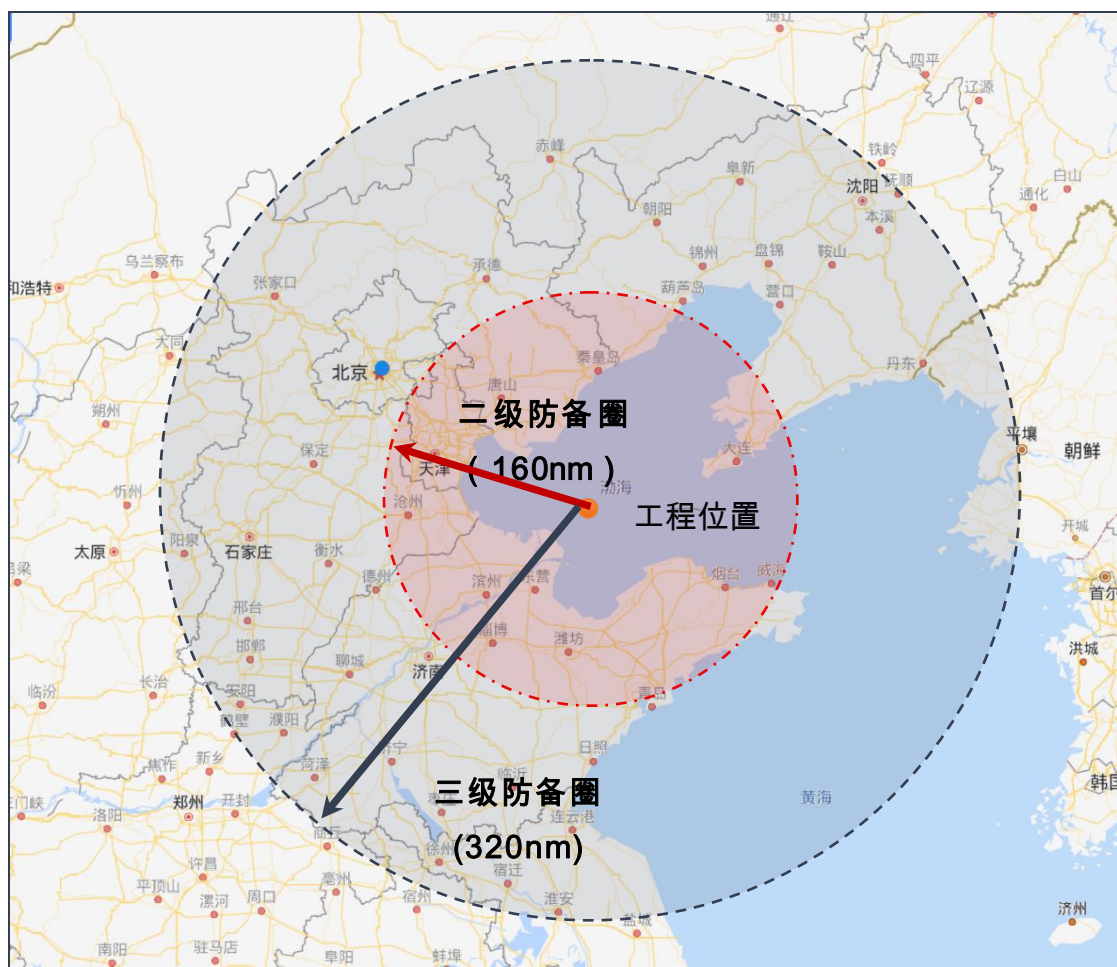 通辽
四平
辽源
赤峰
铁岭
阜新
沈阳
抚顺
白山
通化
朝阳
本溪
锦州
盘锦
鞍山
乌兰察布
承德
张家口
和浩特
葫芦岛
营口
大同
秦皇岛
丹东
北京
唐山
朔州
二级防备圈
平壤
朝鲜
保定
大连
天津
(160nm)
渤海
忻州
沧州
工程位置
开城
太原
阳泉
石家庄
衡水
德州
滨州
东营
烟台
威海
吕梁
首尔
邢台
淄博
潍坊
邯郸
聊城
济南
洪城
长治
临汾
安阳
青岛
鹤壁
濮阳
济宁
日照
新乡
焦作
菏泽
临沂
三级防备圈
黄海
韩国
郑州
开封
三门峡
洛阳
连云港
商丘
徐州
(320nm)
许昌
宿迁
平顶山
周口
亳州
漯河
宿州
淮安
盐城
济州
南阳
驻马店
阜阳
蚌埠